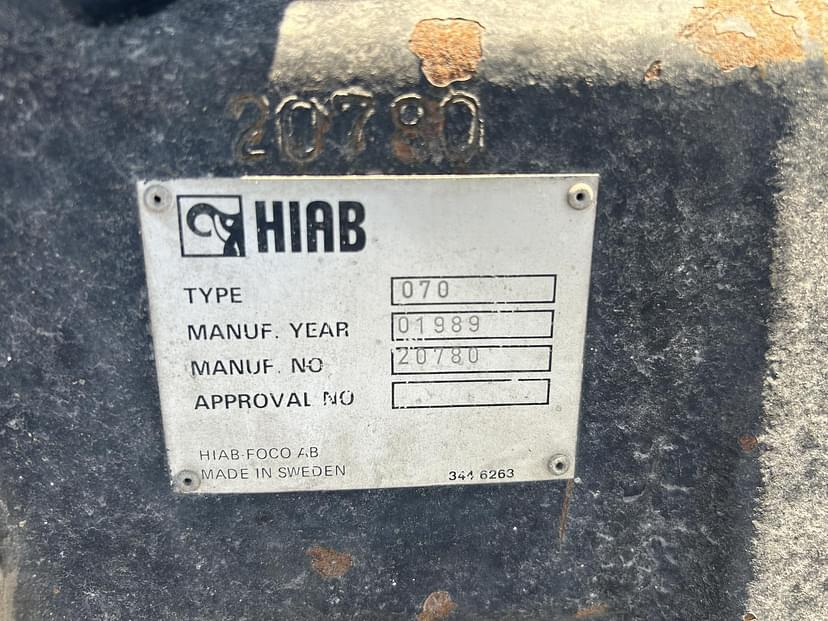 20780
HIAB
TYPE 070
MANUF. YEAR 01989
MANUF. NO 20780
APPROVAL NO
HIAB-FOCO AB
MADE IN SWEDEN 344 6263